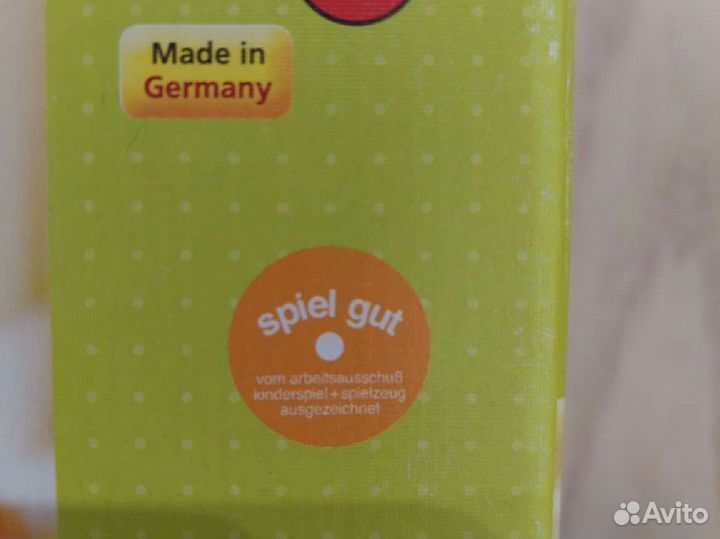 Made in
Germany
spiel gut
vom arbeitsausschuß
kinderspiel + spielzeug
ausgezeichnet
Avito